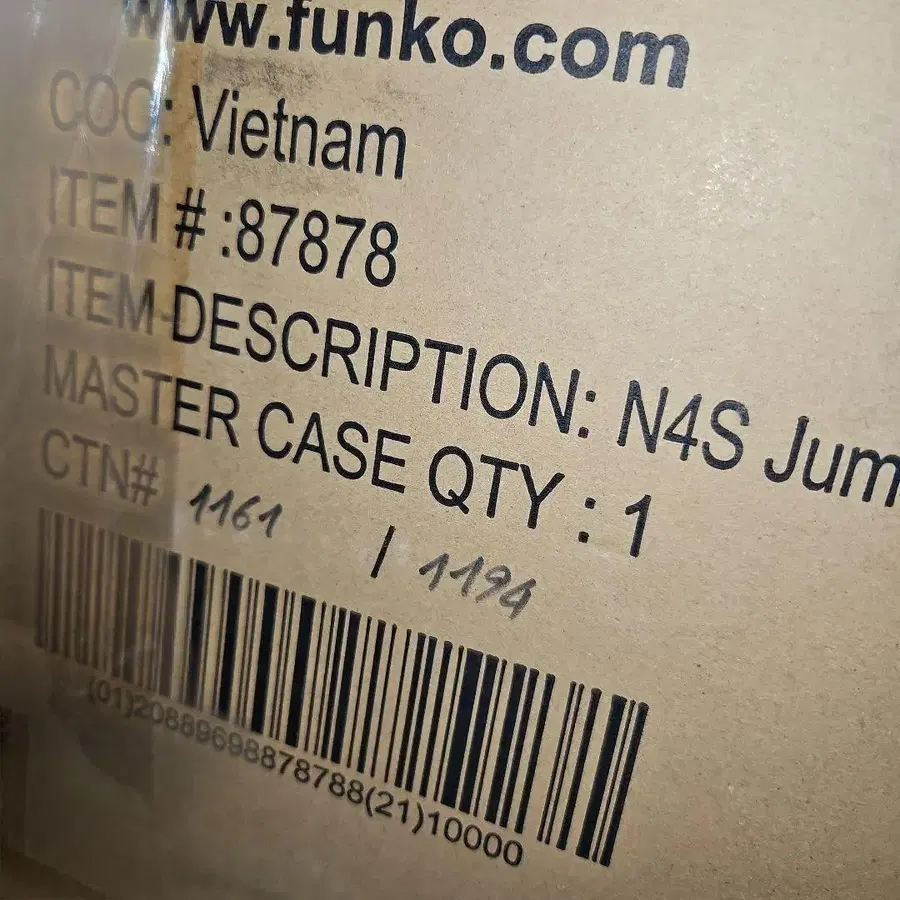 www.funko.com
COO: Vietnam
ITEM # :87878
ITEM DESCRIPTION: N4S Jum
MASTER CASE QTY : 1
CTN# 1161 / 1194
(01)20889698878788(21)10000